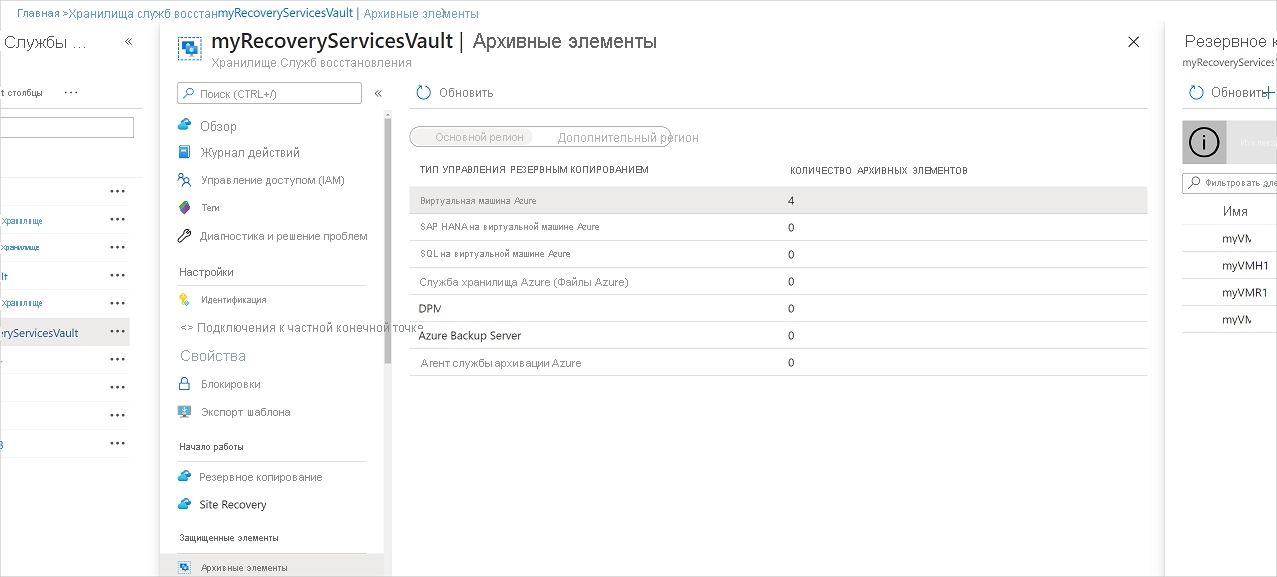 Главная >Хранилища служб восстан myRecoveryServicesVault | Архивные элементы
Службы ... «
t столбцы ...
Хранилище
Хранилище
lt
Хранилище
eryServicesVault
myRecoveryServicesVault | Архивные элементы
Хранилище Служб восстановления
Поиск (CTRL+/) «
Обзор
Журнал действий
Управление доступом (IAM)
Теги
Диагностика и решение проблем
Настройки
Идентификация
<> Подключения к частной конечной точке
Свойства
Блокировки
Экспорт шаблона
Начало работы
Резервное копирование
Site Recovery
Защищенные элементы
Архивные элементы
Обновить
Основной регион Дополнительный регион
ТИП УПРАВЛЕНИЯ РЕЗЕРВНЫМ КОПИРОВАНИЕМ КОЛИЧЕСТВО АРХИВНЫХ ЭЛЕМЕНТОВ
Виртуальная машина Azure 4
SAP HANA на виртуальной машине Azure 0
SQL на виртуальной машине Azure 0
Служба хранилища Azure (Файлы Azure) 0
DPM 0
Azure Backup Server 0
Агент службы архивации Azure 0
Резервное к
myRecoveryServices
Обновить
Фильтровать эле
Имя
myVM
myVMH1
myVMR1
myVM